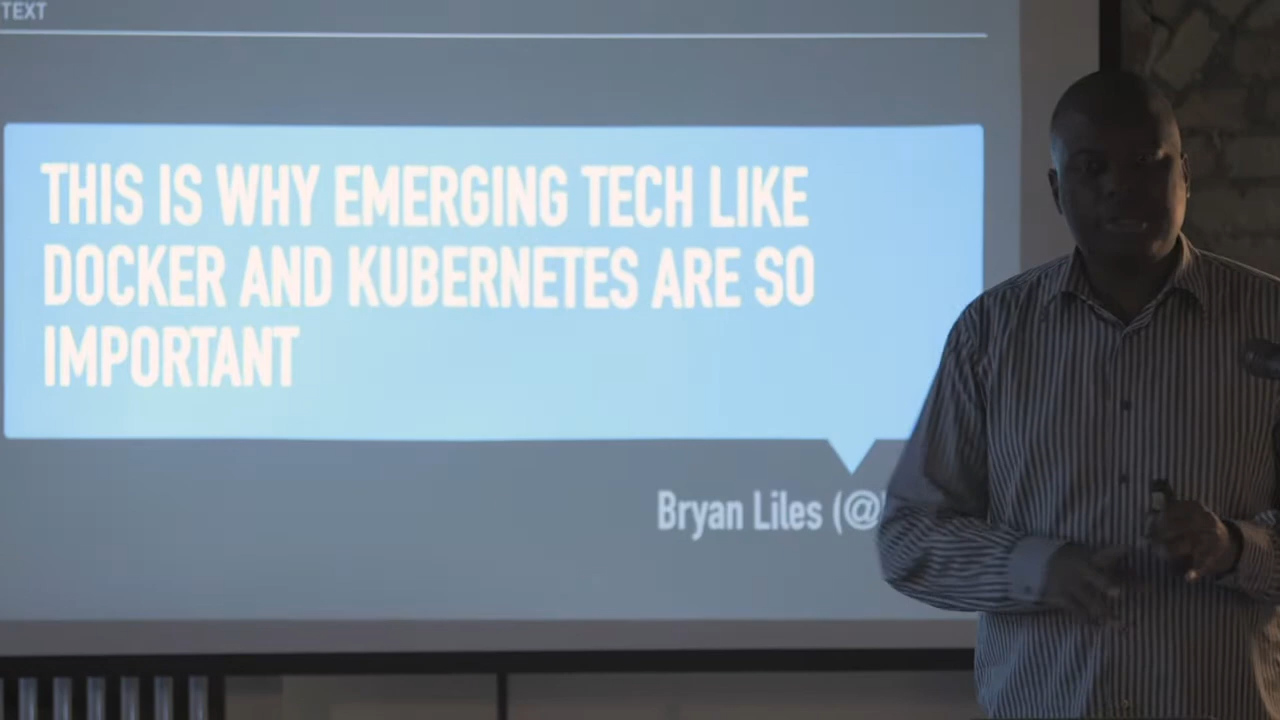 TEXT
THIS IS WHY EMERGING TECH LIKE
DOCKER AND KUBERNETES ARE SO
IMPORTANT
Bryan Liles (@